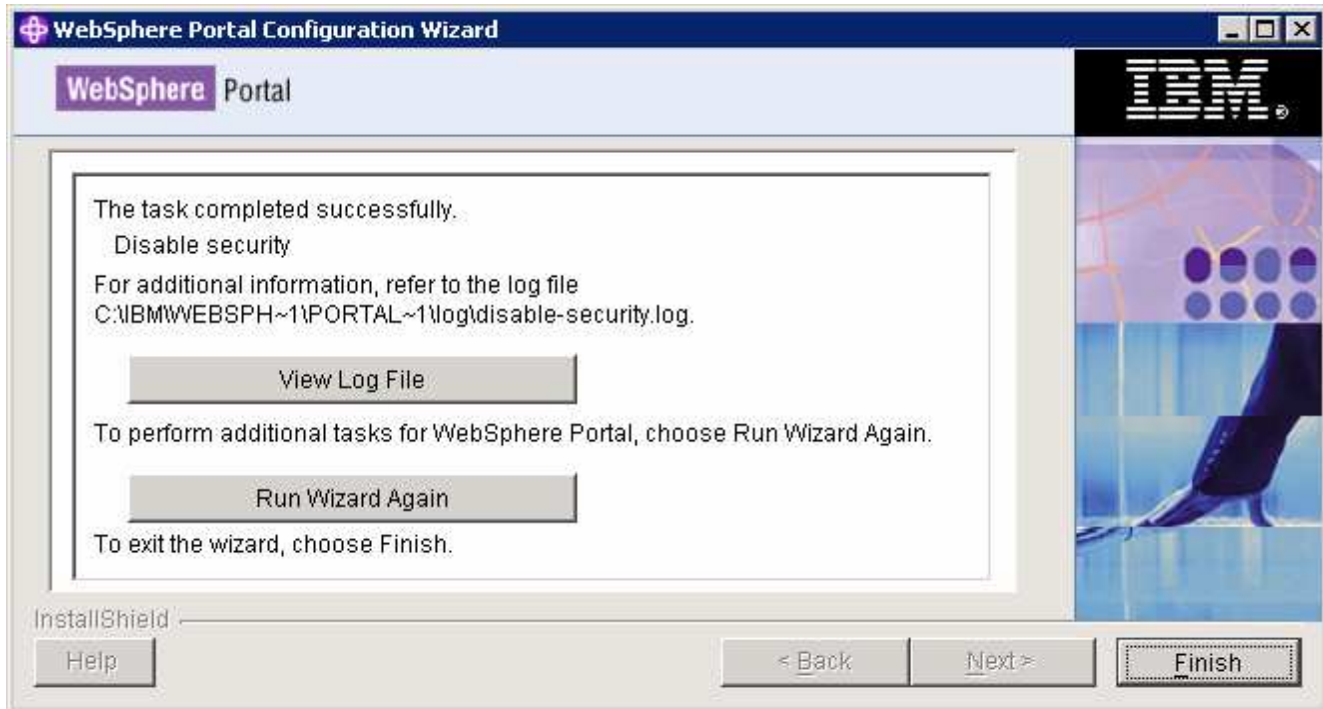 WebSphere Portal Configuration Wizard
WebSphere Portal
IBM®
The task completed successfully.
Disable security
For additional information, refer to the log file
C:\IBM\WEBSPH~1\PORTAL~1\log\disable-security.log.
View Log File
To perform additional tasks for WebSphere Portal, choose Run Wizard Again.
Run Wizard Again
To exit the wizard, choose Finish.
InstallShield
Help
< Back
Next >
Finish